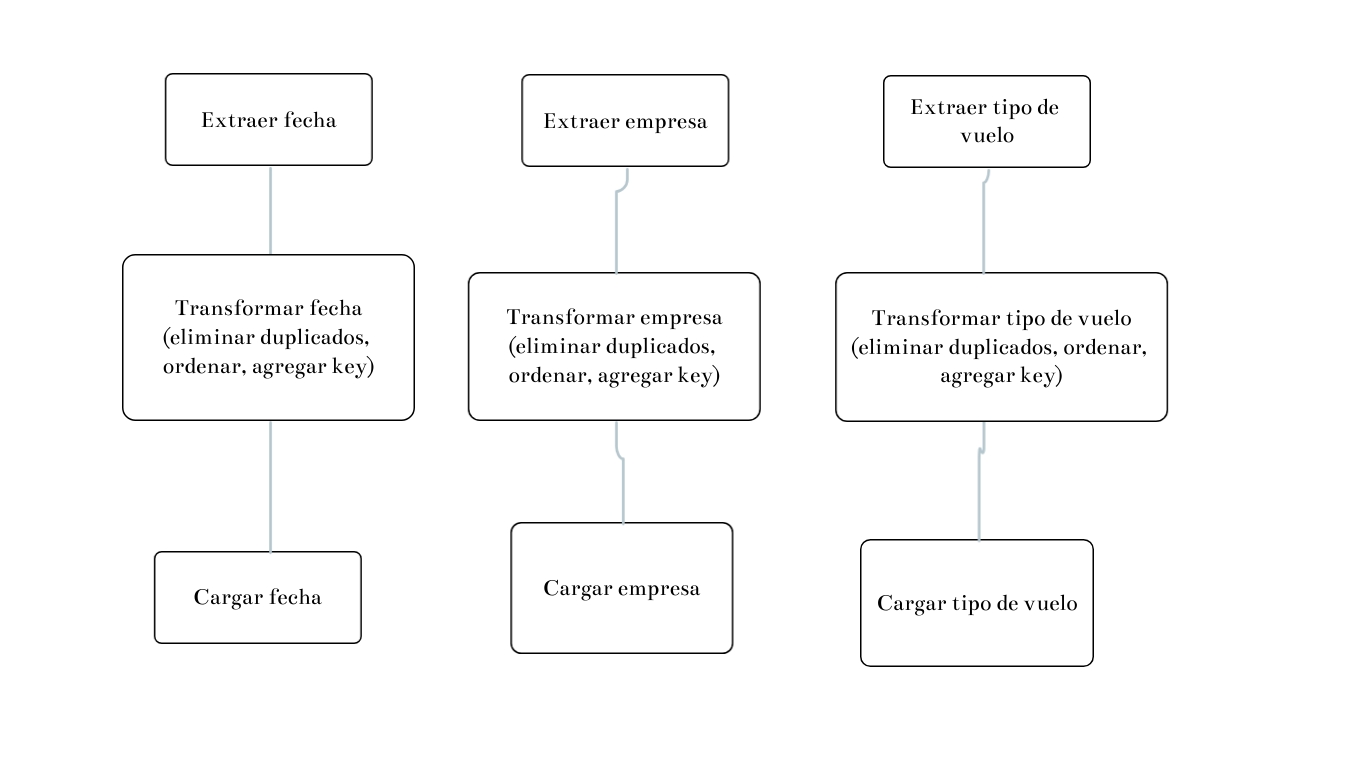 Extraer fecha
Extraer empresa
Extraer tipo de
vuelo
Transformar fecha
(eliminar duplicados,
ordenar, agregar key)
Transformar empresa
(eliminar duplicados,
ordenar, agregar key)
Transformar tipo de vuelo
(eliminar duplicados, ordenar,
agregar key)
Cargar fecha
Cargar empresa
Cargar tipo de vuelo